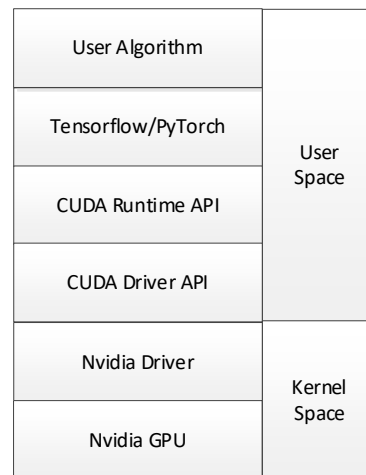 User Algorithm
Tensorflow/PyTorch
CUDA Runtime API
CUDA Driver API
Nvidia Driver
Nvidia GPU
User
Space
Kernel
Space